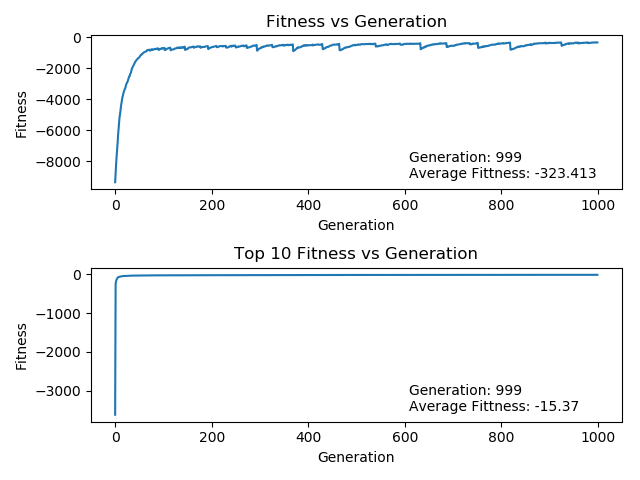 Fitness vs Generation
0
−2000
−4000
−6000
−8000
Fitness
Generation: 999
Average Fittness: -323.413
0 200 400 600 800 1000
Generation
Top 10 Fitness vs Generation
0
−1000
−2000
−3000
Fitness
Generation: 999
Average Fittness: -15.37
0 200 400 600 800 1000
Generation